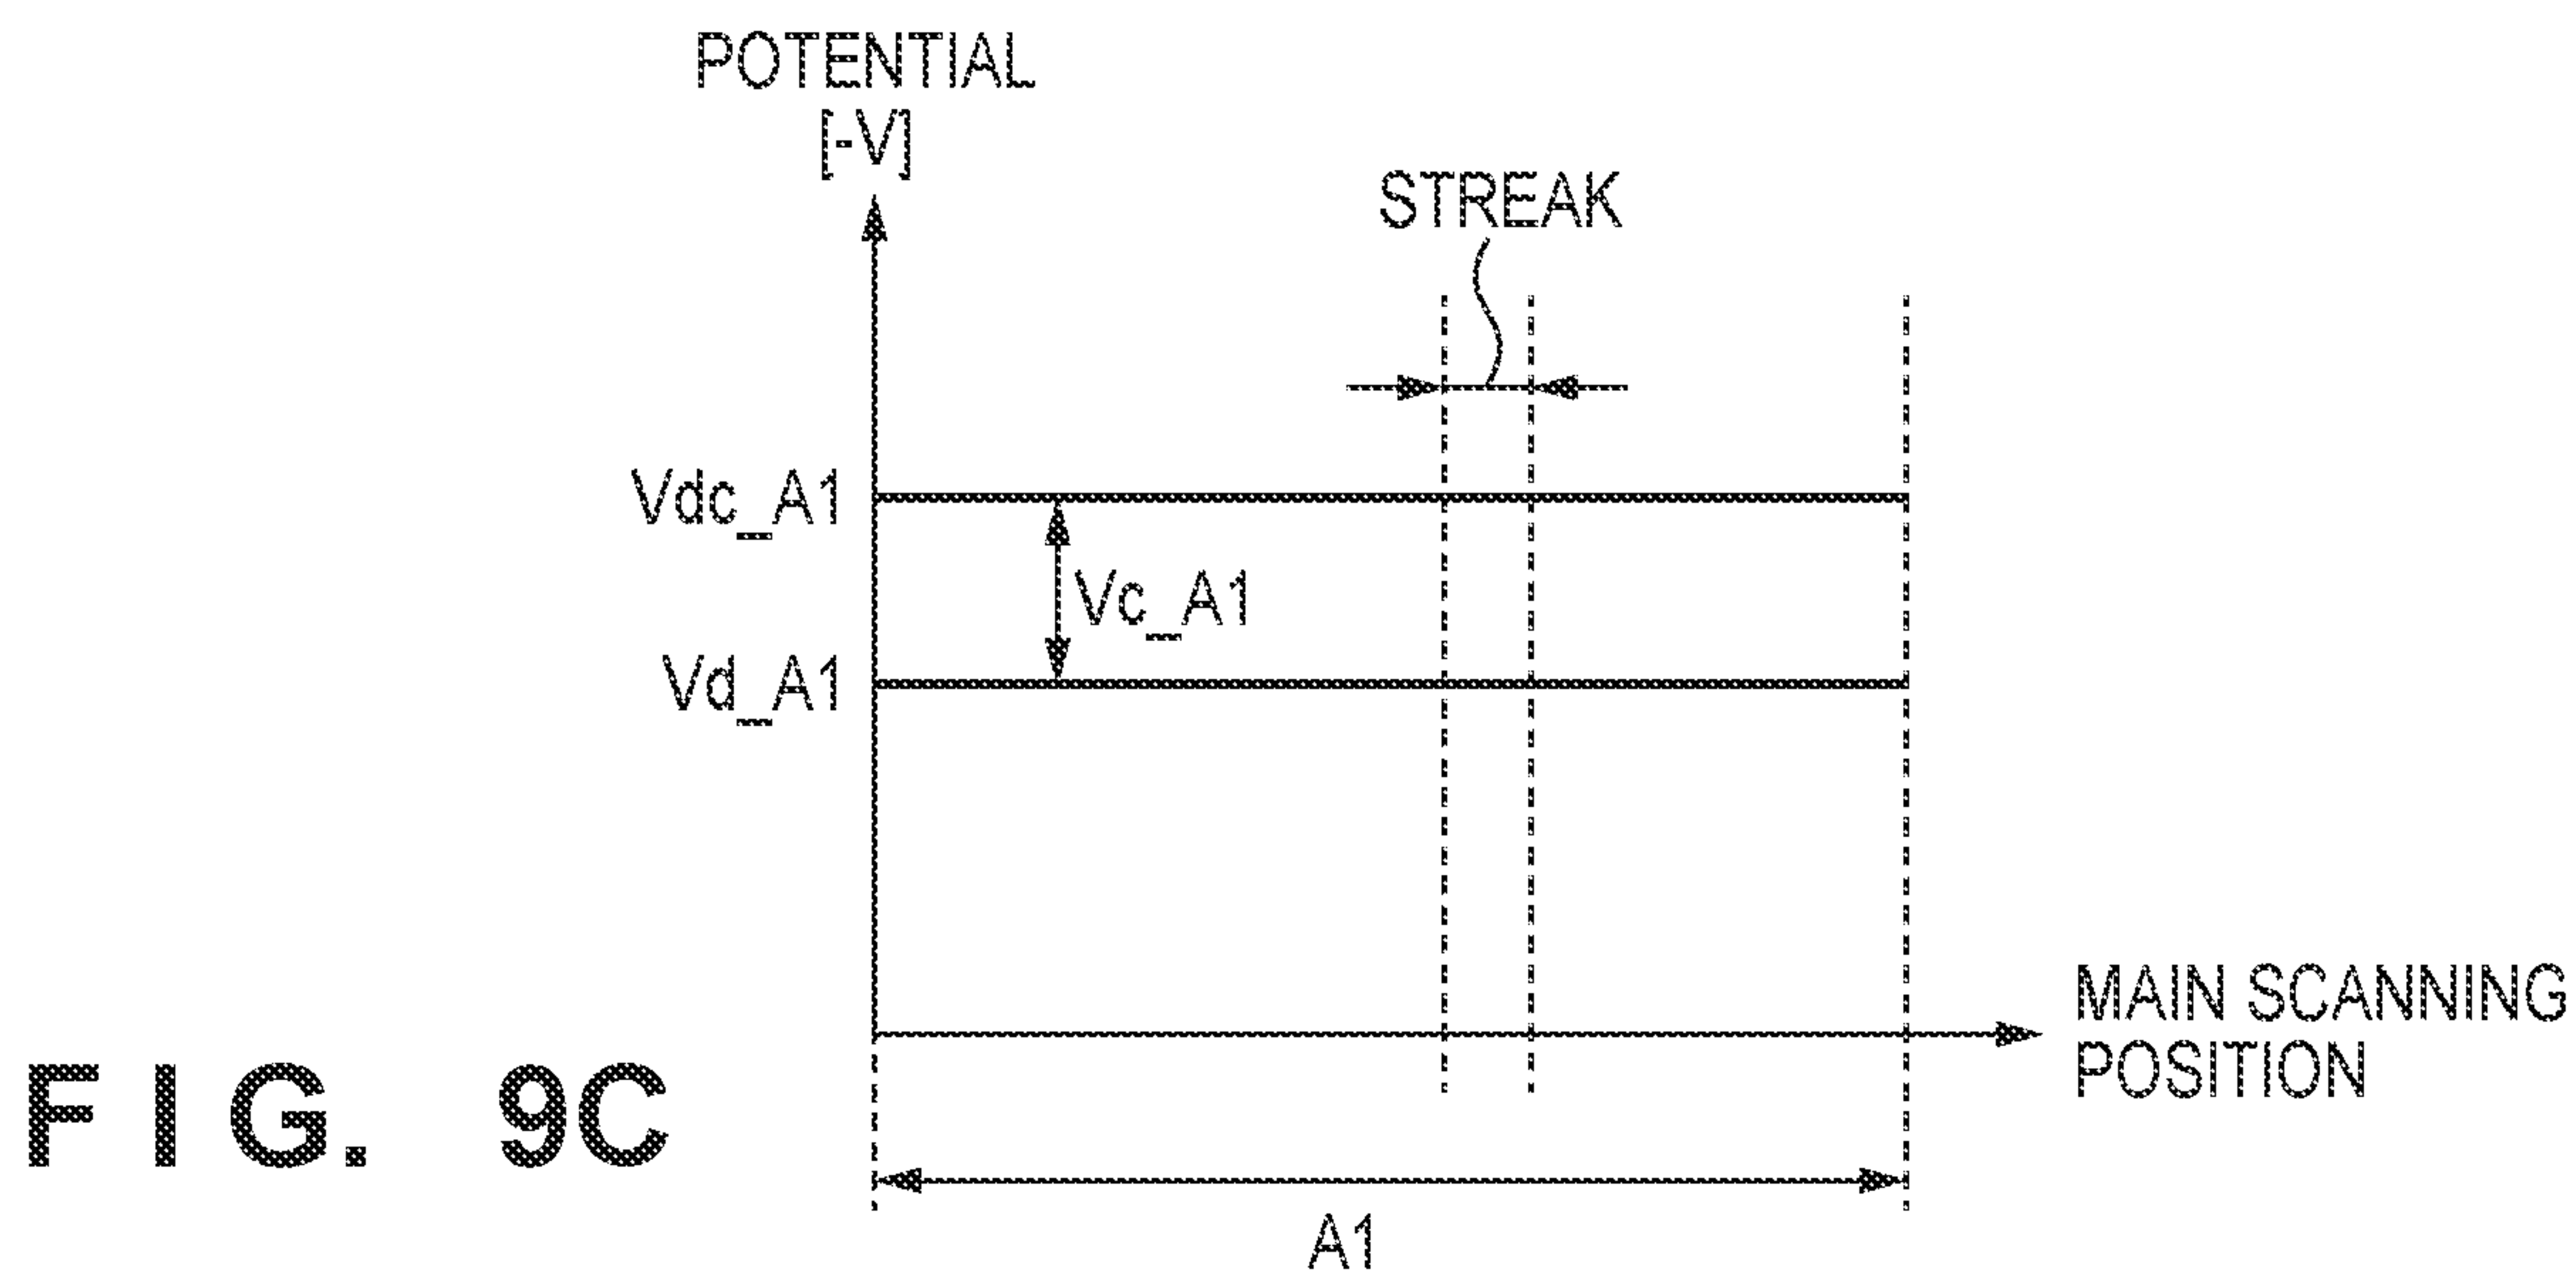 POTENTIAL
[-V]
STREAK
Vdc_A1
Vc_A1
Vd_A1
MAIN SCANNING
POSITION
FIG. 9C
A1